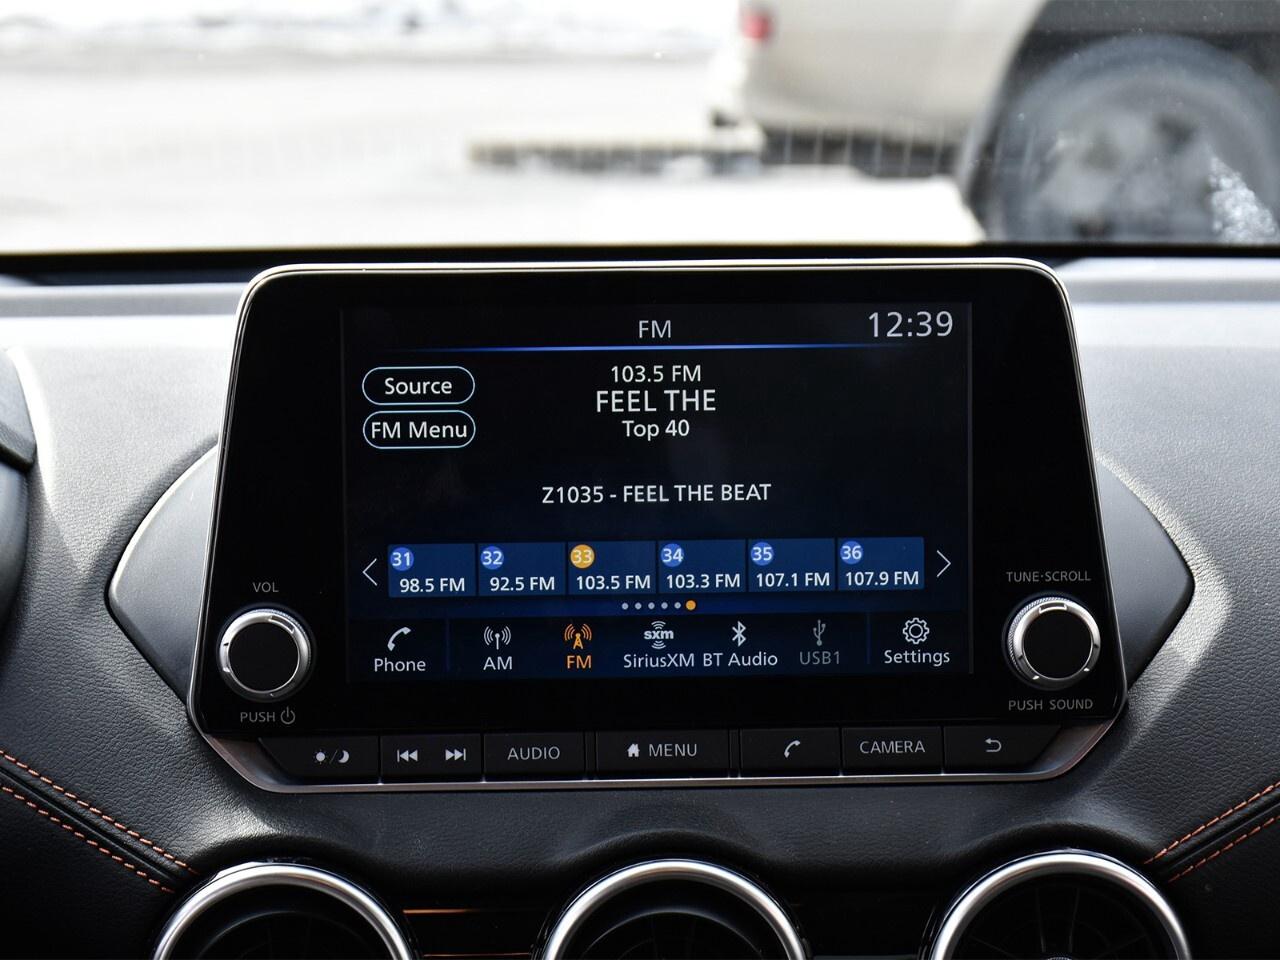 FM
12:39
Source
FM Menu
103.5 FM
FEEL THE
Top 40
Z1035 - FEEL THE BEAT
31 32 33 34 35 36
98.5 FM 92.5 FM 103.5 FM 103.3 FM 107.1 FM 107.9 FM
sxm
Phone AM FM SiriusXM BT Audio USB1 Settings
VOL
PUSH
TUNE·SCROLL
PUSH SOUND
AUDIO MENU CAMERA